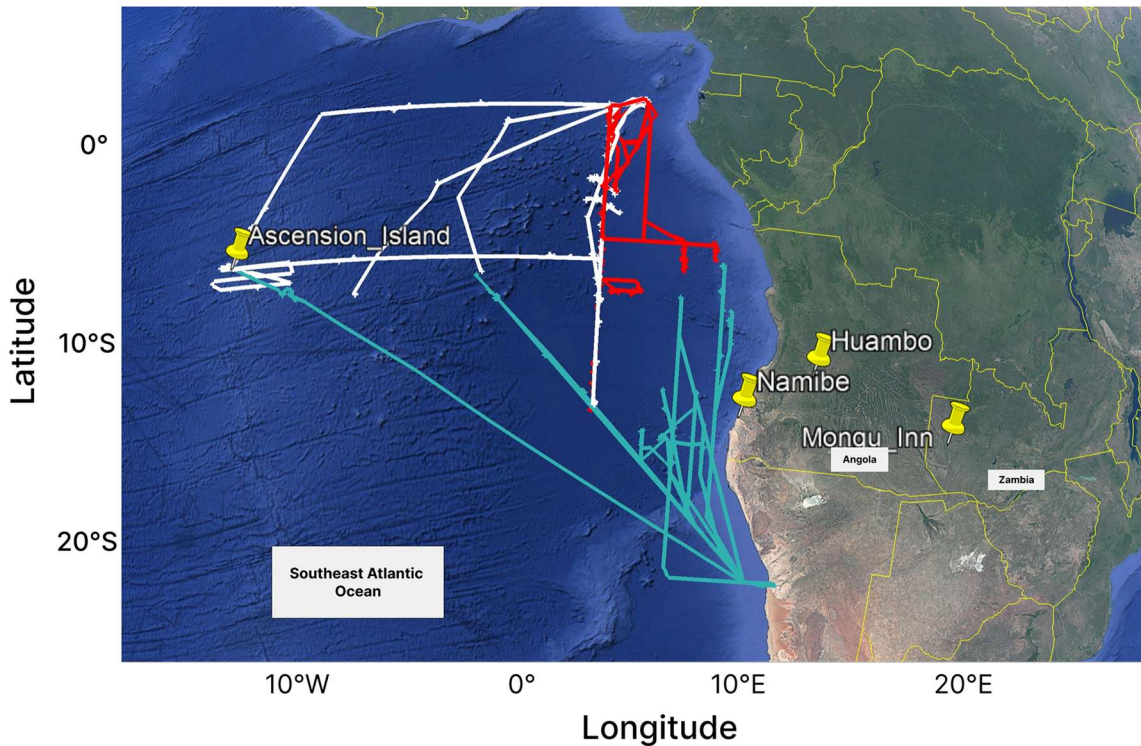 Latitude
0°
10°S
20°S
Ascension_Island
Huambo
Namibe
Mongu_Inn
Angola
Zambia
Southeast Atlantic
Ocean
10°W
0°
10°E
20°E
Longitude